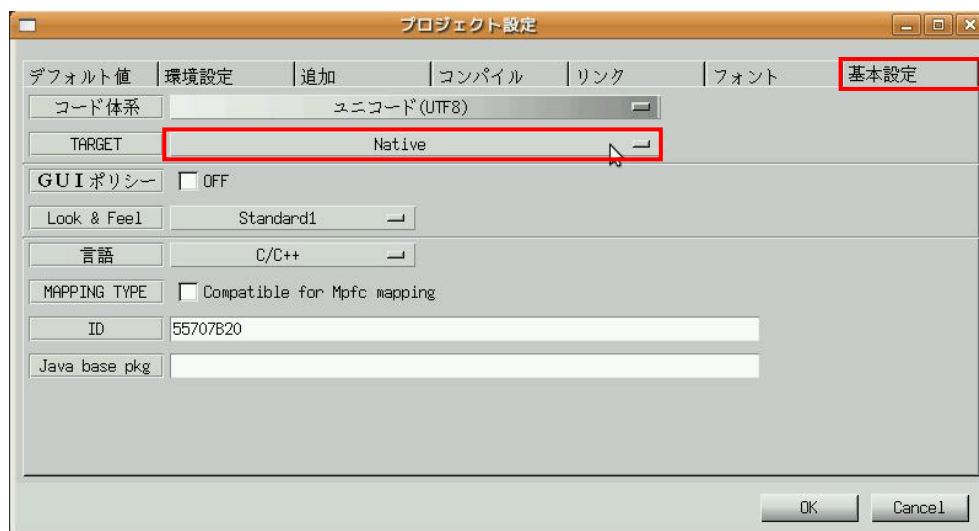 プロジェクト設定
デフォルト値 環境設定 追加 コンパイル リンク フォント 基本設定
コード体系 ユニコード(UTF8)
TARGET Native
GUIポリシー OFF
Look & Feel Standard1
言語 C/C++
MAPPING TYPE Compatible for Mpfc mapping
ID 55707B20
Java base pkg
OK Cancel